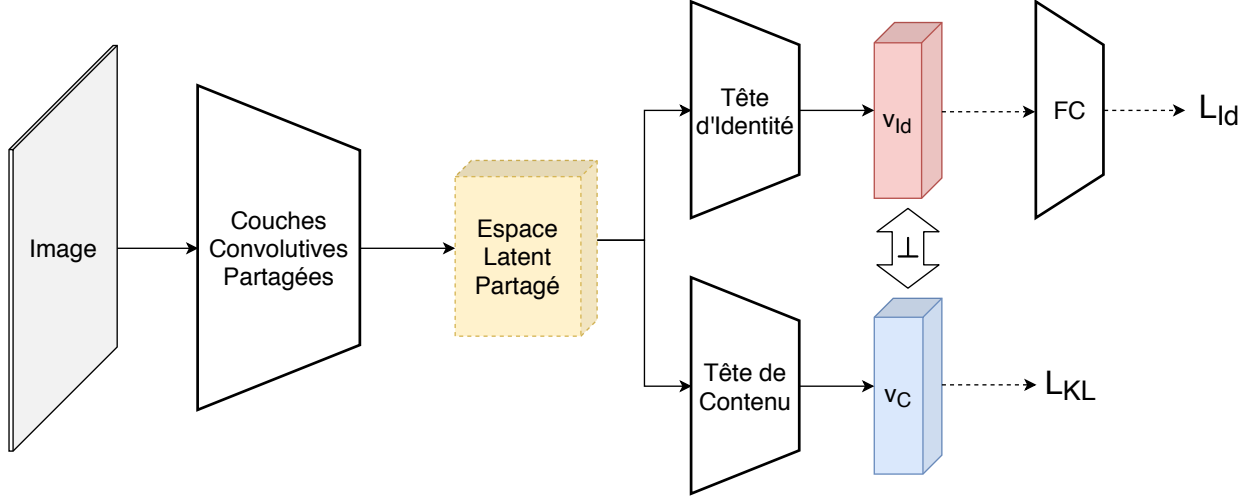 Image
Couches
Convolutives
Partagées
Espace
Latent
Partagé
Tête
d'Identité
vId
FC
LId
⊥
Tête de
Contenu
vC
LKL